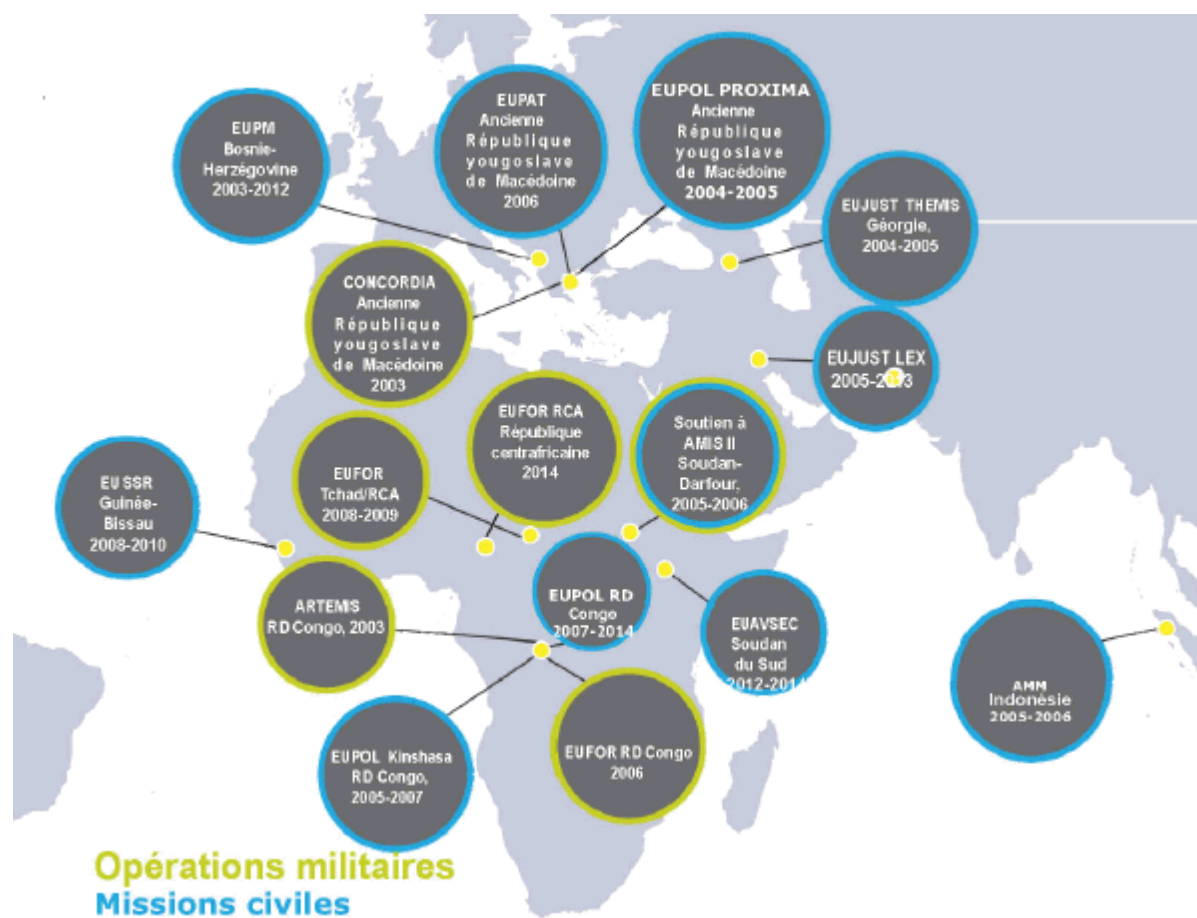 EUPM
Bosnie-
Herzégovine
2003-2012
EUPAT
Ancienne
République
yougoslave
de Macédoine
2006
EUPOL PROXIMA
Ancienne
République
yougoslave
de Macédoine
2004-2005
EUJUST THEMIS
Géorgie,
2004-2005
CONCORDIA
Ancienne
République
yougoslave
de Macédoine
2003
EUJUST LEX
2005-2013
EUFOR RCA
République
centrafricaine
2014
Soutien à
AMIS II
Soudan-
Darfour,
2005-2006
EUFOR
Tchad/RCA
2008-2009
EU SSR
Guinée-
Bissau
2008-2010
ARTEMIS
RD Congo, 2003
EUPOL RD
Congo
2007-2014
EUAVSEC
Soudan
du Sud
2012-2014
AMM
Indonésie
2005-2006
EUPOL Kinshasa
RD Congo,
2005-2007
EUFOR RD Congo
2006
Opérations militaires
Missions civiles